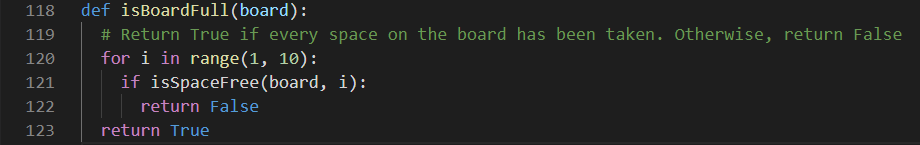 118 def isBoardFull(board):
119 # Return True if every space on the board has been taken. Otherwise, return False
120 for i in range(1, 10):
121 if isSpaceFree(board, i):
122 return False
123 return True